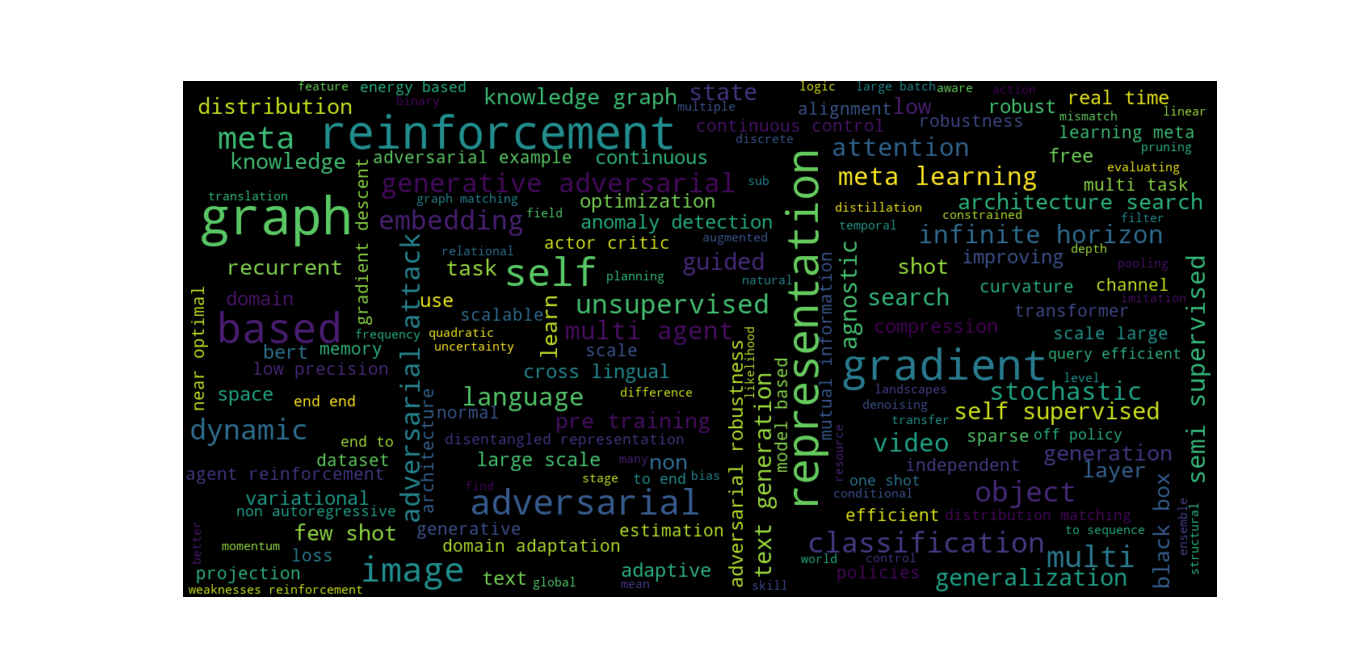 feature
energy based
binary
knowledge graph
state
multiple
logic
large batch
aware
action
distribution
alignment
low
robust
real time
mismatch
linear
meta
reinforcement
continuous control
discrete
robustness
learning meta
pruning
knowledge
adversarial example
continuous
attention
free
evaluating
translation
gradient descent
generative adversarial
sub
meta learning
multi task
graph
graph matching
optimization
architecture search
embedding
field
anomaly detection
distillation
constrained
filter
temporal
infinite horizon
actor critic
augmented
relational
depth
recurrent
task
self
planning
guided
natural
representation
mutual information
agnostic
shot
improving
pooling
near optimal
domain
adversarial attack
use
learn
unsupervised
search
curvature
channel
imitation
semi supervised
based
scalable
multi agent
transformer
frequency
quadratic
uncertainty
compression
scale large
bert
memory
scale
adversarial robustness
likelihood
query efficient
low precision
cross lingual
gradient
level
space
end end
architecture
language
difference
text generation
model based
landscapes
stochastic
denoising
self supervised
dynamic
normal
pre training
transfer
end to
disentangled representation
video
sparse
off policy
dataset
large scale
many
non
resource
independent
generation
layer
agent reinforcement
find
stage
to end
bias
one shot
conditional
object
black box
variational
non autoregressive
adversarial
efficient
distribution matching
ensemble
structural
better
few shot
generative
estimation
to sequence
momentum
loss
domain adaptation
classification
world
control
multi
projection
image
text
global
adaptive
mean
skill
policies
generalization
weaknesses reinforcement